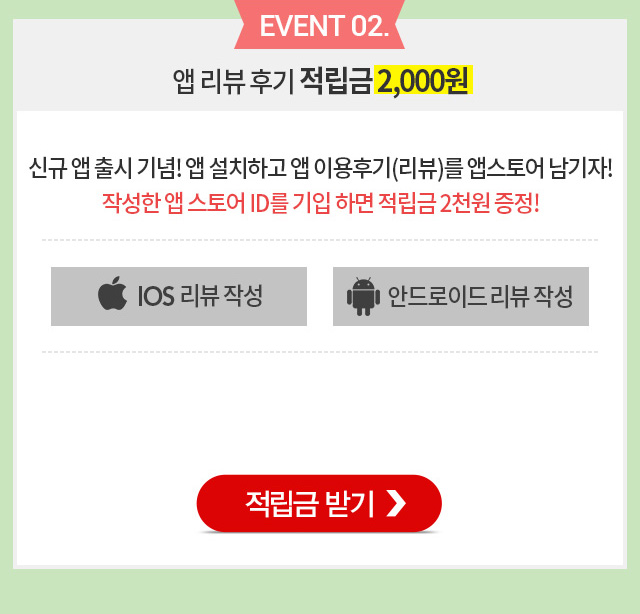 EVENT 02.
앱 리뷰 후기 적립금 2,000원
신규 앱 출시 기념! 앱 설치하고 앱 이용후기(리뷰)를 앱스토어 남기자!
작성한 앱 스토어 ID를 기입 하면 적립금 2천원 증정!
IOS 리뷰 작성
안드로이드 리뷰 작성
적립금 받기 ❯